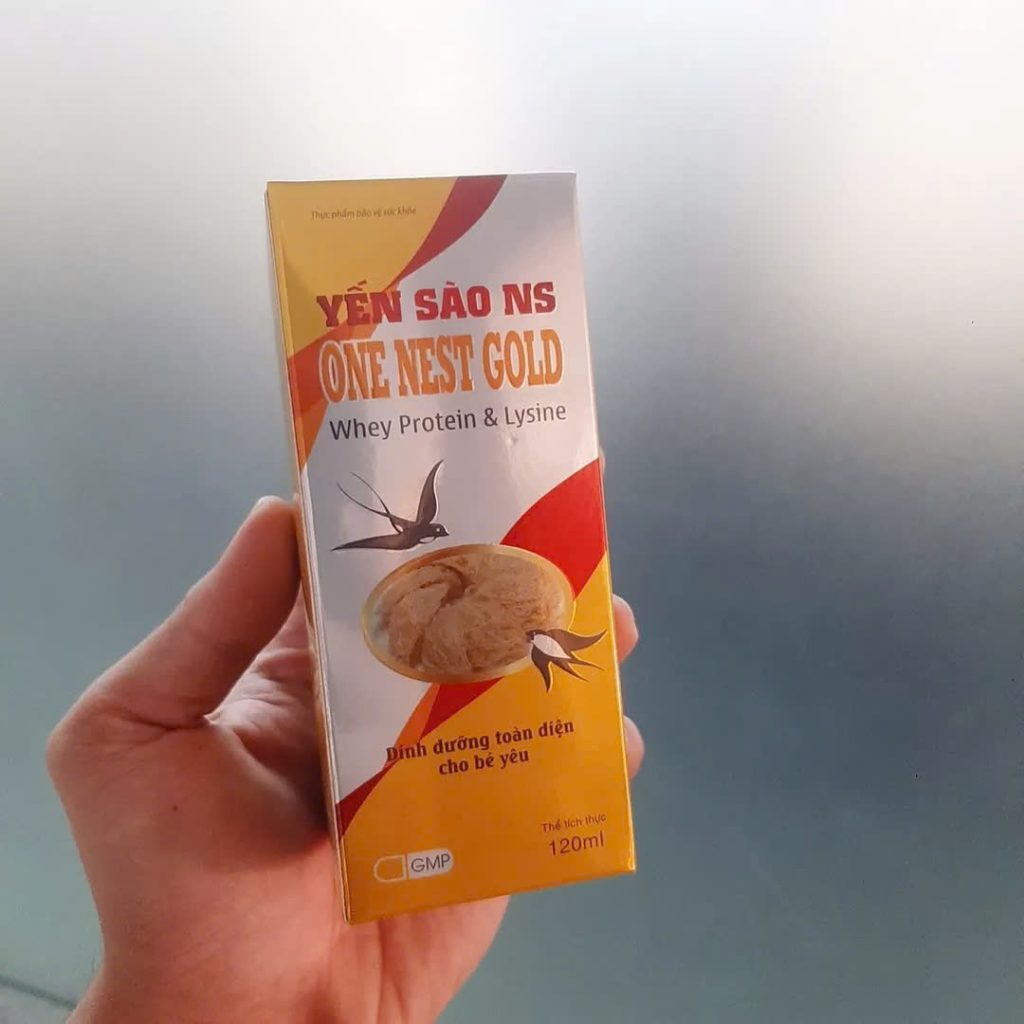 Thực phẩm bảo vệ sức khỏe
YẾN SÀO NS
ONE NEST GOLD
Whey Protein & Lysine
Dinh dưỡng toàn diện
cho bé yêu
Thể tích thực
120ml
GMP